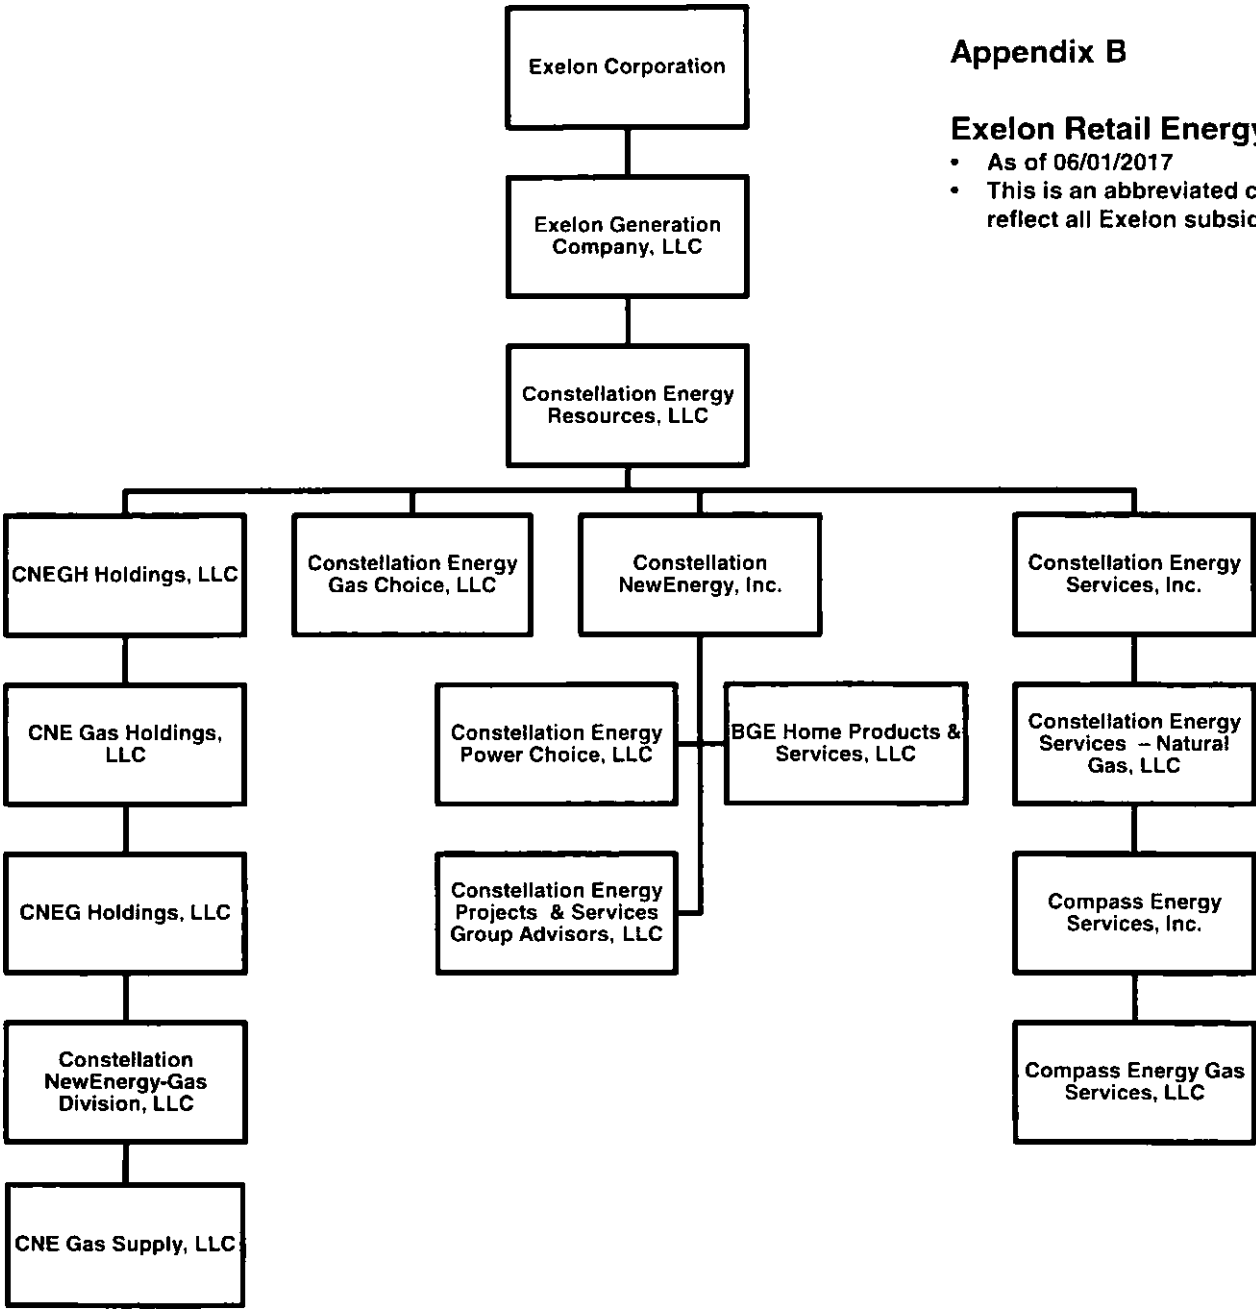 Exelon Corporation
Appendix B
Exelon Retail Energy
• As of 06/01/2017
• This is an abbreviated
reflect all Exelon
Exelon Generation
Company, LLC
Constellation Energy
Resources, LLC
CNEGH Holdings, LLC
Constellation Energy
Gas Choice, LLC
Constellation
NewEnergy, Inc.
Constellation Energy
Services, Inc.
CNE Gas Holdings,
LLC
Constellation Energy
Power Choice, LLC
BGE Home Products &
Services, LLC
Constellation Energy
Services – Natural
Gas, LLC
CNEG Holdings, LLC
Constellation Energy
Projects & Services
Group Advisors, LLC
Compass Energy
Services, Inc.
Constellation
NewEnergy-Gas
Division, LLC
Compass Energy Gas
Services, LLC
CNE Gas Supply, LLC